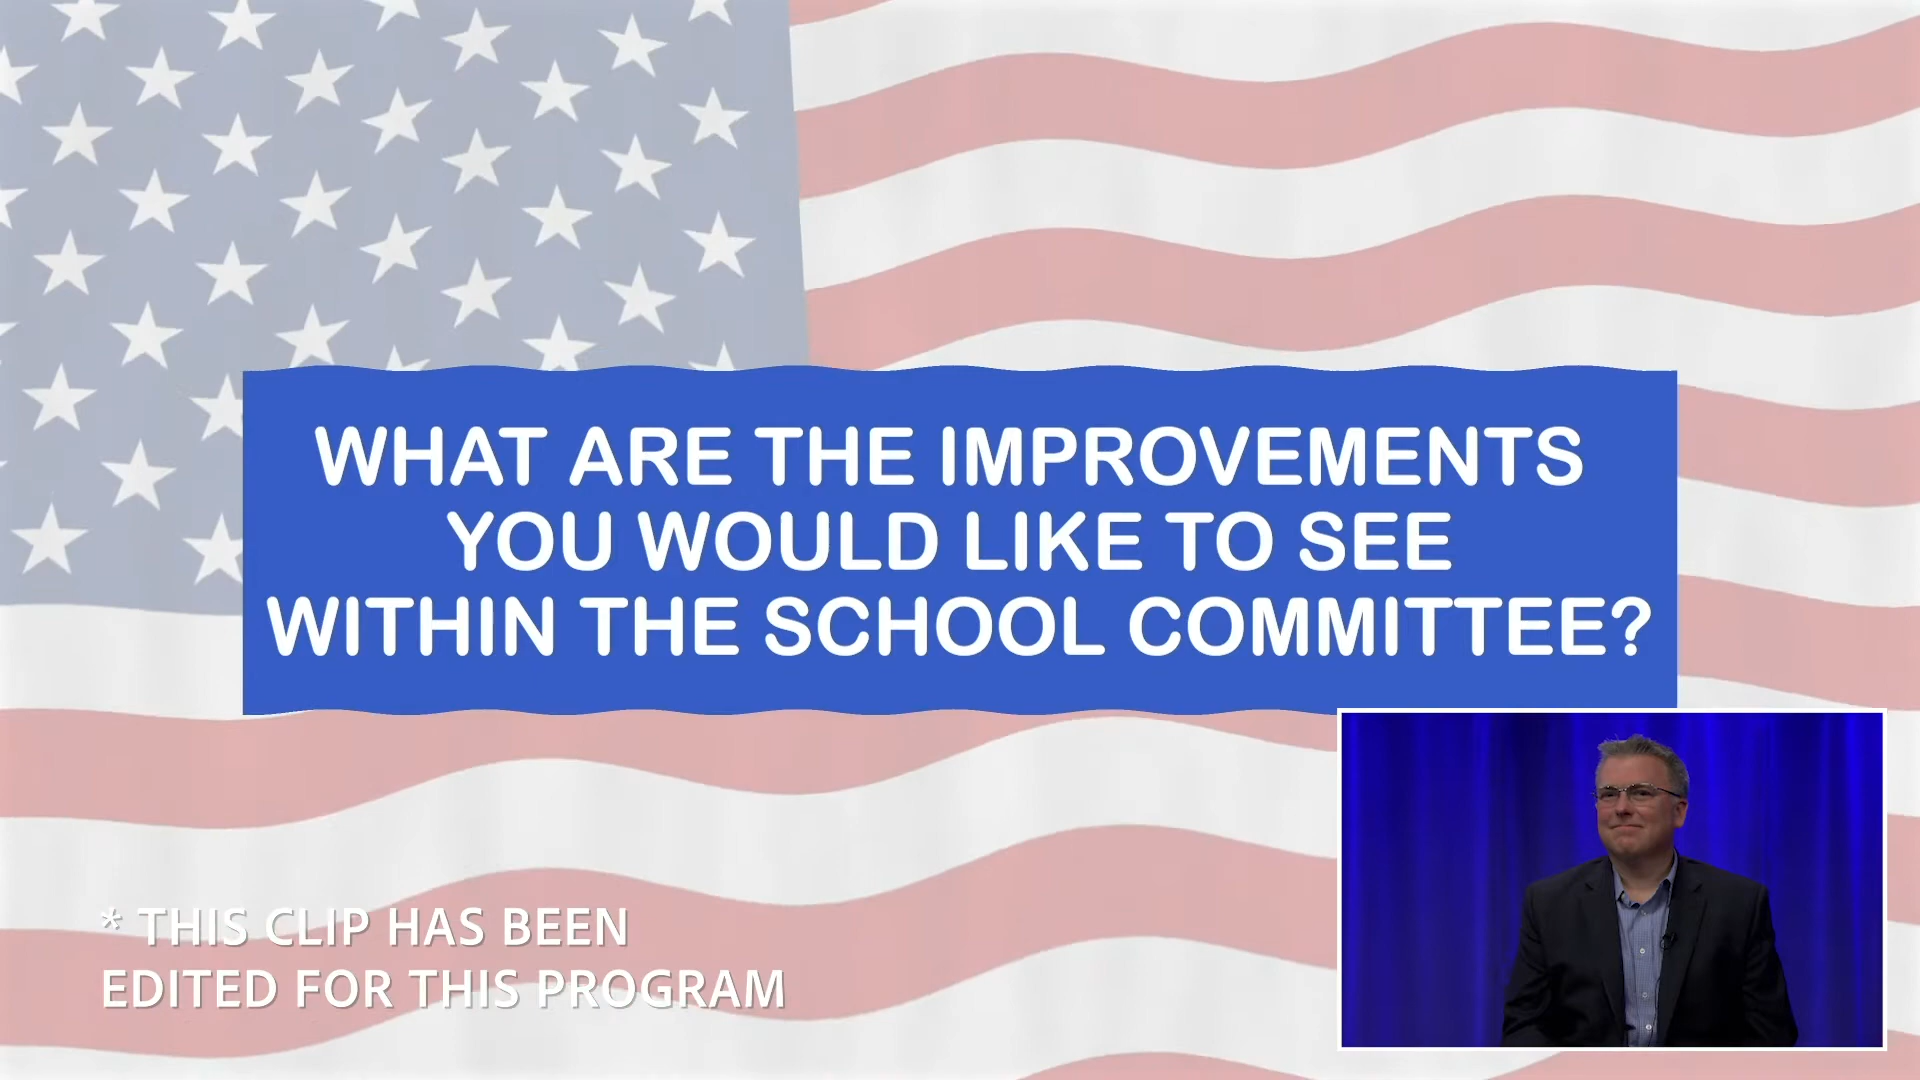 WHAT ARE THE IMPROVEMENTS
YOU WOULD LIKE TO SEE
WITHIN THE SCHOOL COMMITTEE?
* THIS CLIP HAS BEEN
EDITED FOR THIS PROGRAM